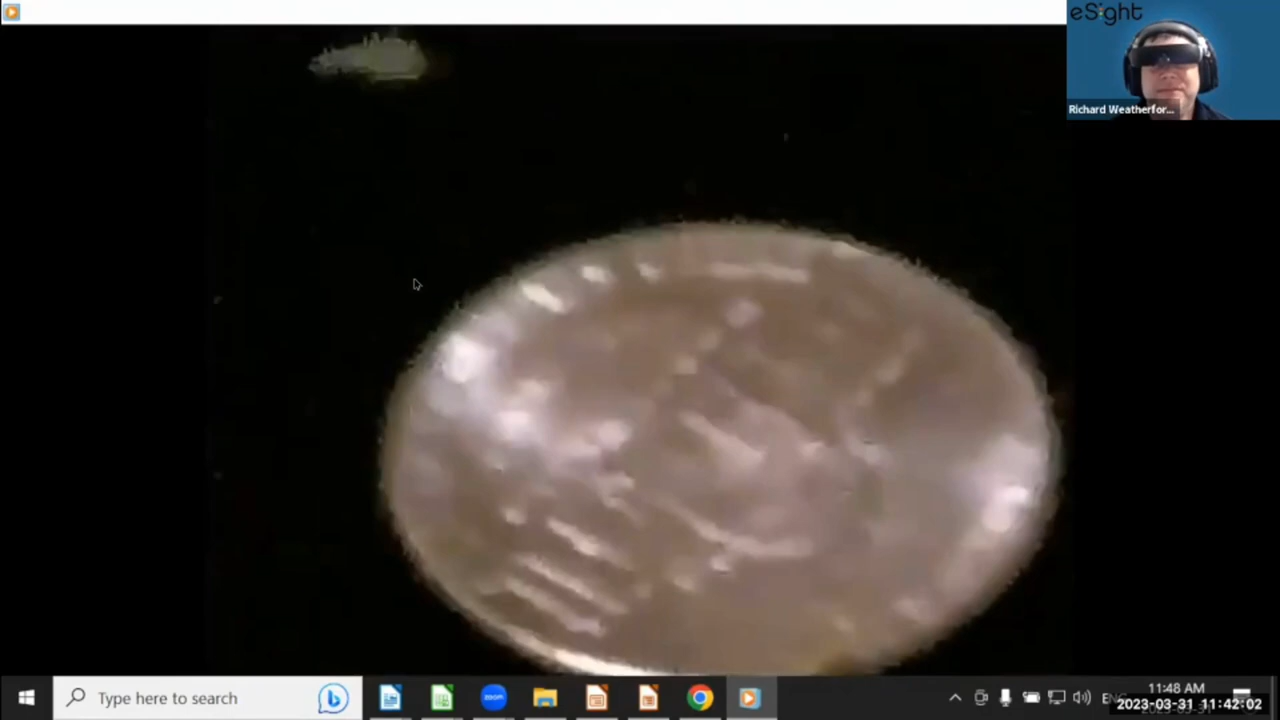 eSight
Richard Weatherfor...
Type here to search
11:48 AM
2023-03-31 11:42:02